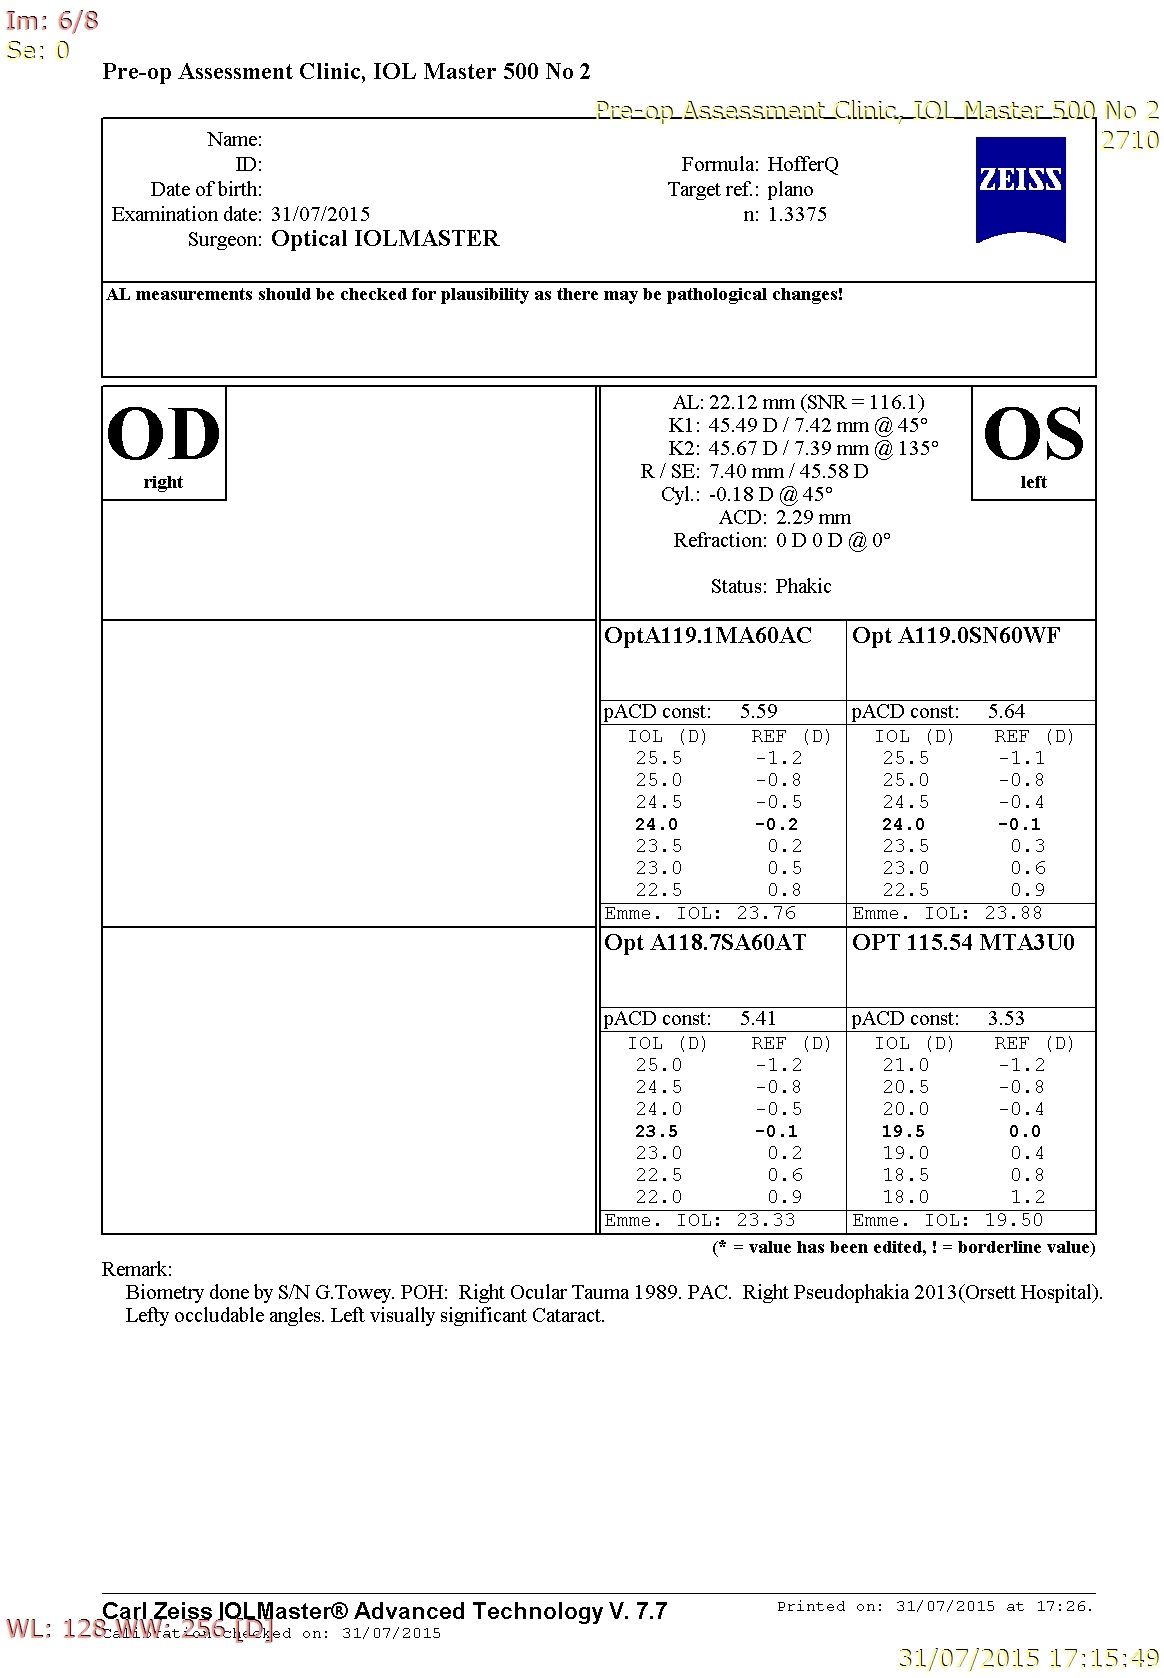 Im: 6/8
Se: 0
Pre-op Assessment Clinic, IOL Master 500 No 2
Pre-op Assessment Clinic, IOL Master 500 No 2
2710
Name:
ID:
Date of birth:
Examination date: 31/07/2015
Surgeon: Optical IOLMASTER
Formula: HofferQ
Target ref.: plano
n: 1.3375
ZEISS
AL measurements should be checked for plausibility as there may be pathological changes!
OD
right
AL: 22.12 mm (SNR = 116.1)
K1: 45.49 D / 7.42 mm @ 45°
K2: 45.67 D / 7.39 mm @ 135°
R / SE: 7.40 mm / 45.58 D
Cyl.: -0.18 D @ 45°
ACD: 2.29 mm
Refraction: 0 D 0 D @ 0°
Status: Phakic
OS
left
OptA119.1MA60AC
pACD const: 5.59
IOL (D) REF (D)
25.5 -1.2
25.0 -0.8
24.5 -0.5
24.0 -0.2
23.5 0.2
23.0 0.5
22.5 0.8
Emme. IOL: 23.76
Opt A119.0SN60WF
pACD const: 5.64
IOL (D) REF (D)
25.5 -1.1
25.0 -0.8
24.5 -0.4
24.0 -0.1
23.5 0.3
23.0 0.6
22.5 0.9
Emme. IOL: 23.88
Opt A118.7SA60AT
pACD const: 5.41
IOL (D) REF (D)
25.0 -1.2
24.5 -0.8
24.0 -0.5
23.5 -0.1
23.0 0.2
22.5 0.6
22.0 0.9
Emme. IOL: 23.33
OPT 115.54 MTA3U0
pACD const: 3.53
IOL (D) REF (D)
21.0 -1.2
20.5 -0.8
20.0 -0.4
19.5 0.0
19.0 0.4
18.5 0.8
18.0 1.2
Emme. IOL: 19.50
(* = value has been edited, ! = borderline value)
Remark:
Biometry done by S/N G.Towey. POH: Right Ocular Tauma 1989. PAC. Right Pseudophakia 2013(Orsett Hospital).
Lefty occludable angles. Left visually significant Cataract.
Carl Zeiss IOLMaster® Advanced Technology V. 7.7
Printed on: 31/07/2015 at 17:26.
WL: 128 WW: 256 [D]
Calibration checked on: 31/07/2015
31/07/2015 17:15:49